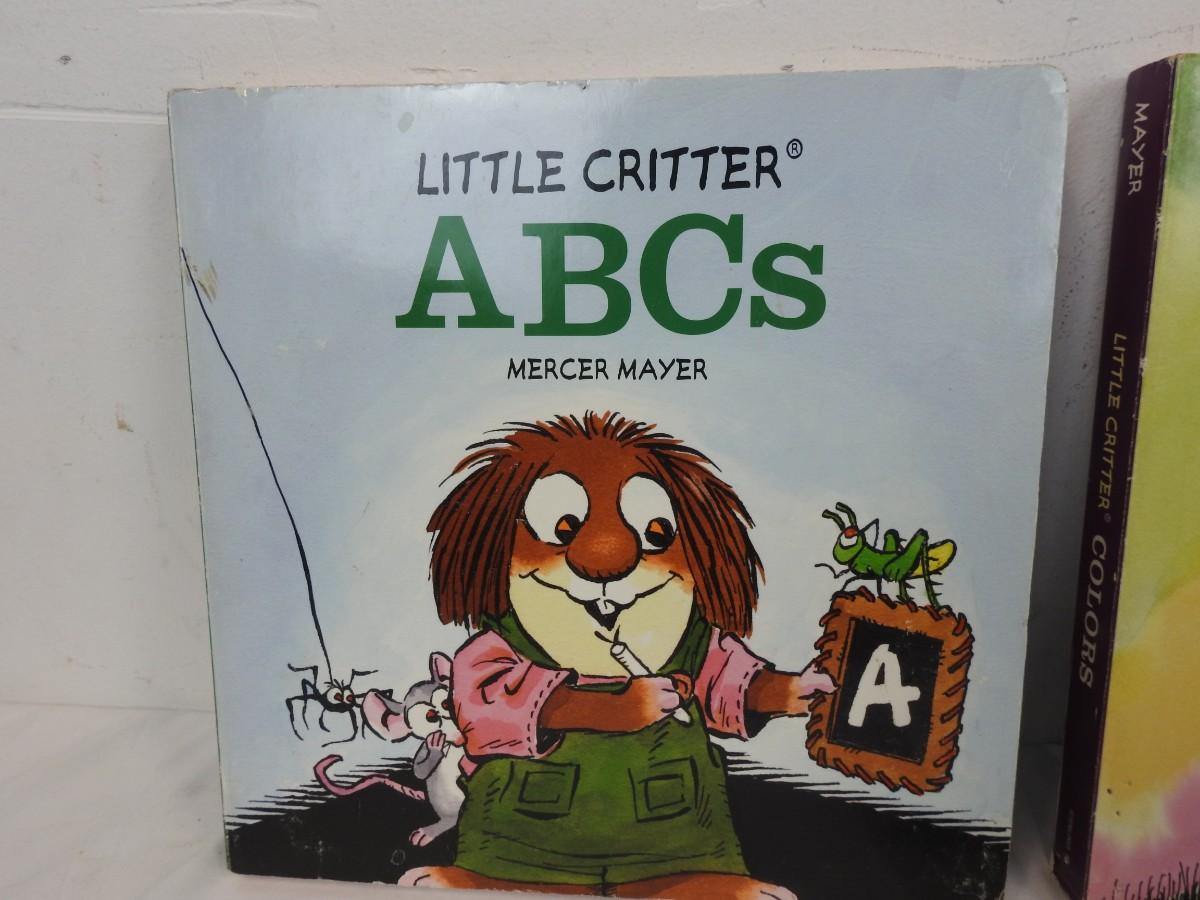 LITTLE CRITTER®
ABCs
MERCER MAYER
A
MAYER
LITTLE CRITTER® COLORS